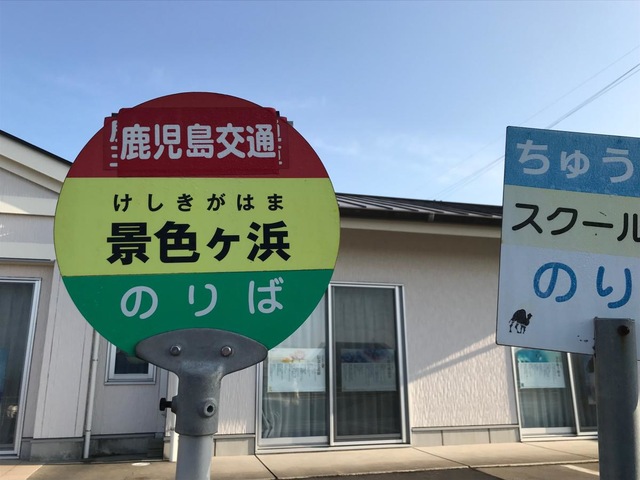 鹿児島交通
けしきがはま
景色ヶ浜
のりば
ちゅう
スクール
のり